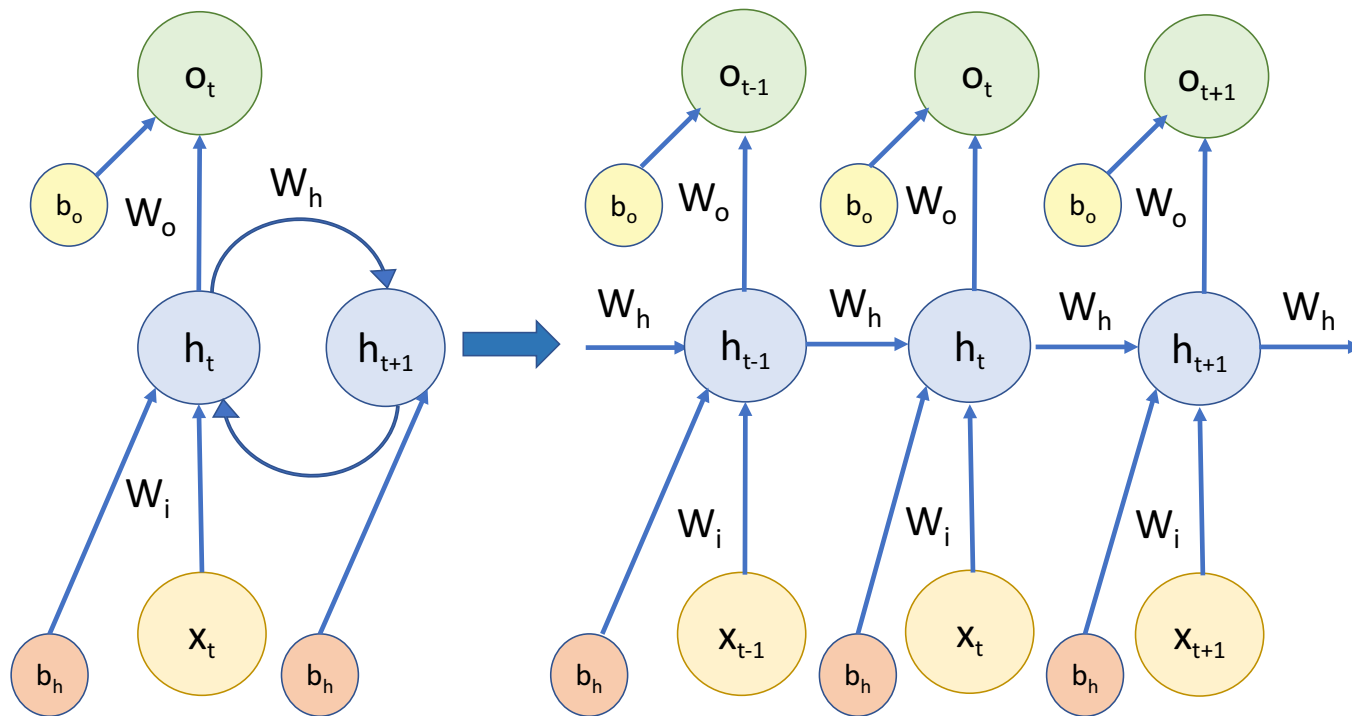 oₜ
bₒ
Wₒ
Wₕ
hₜ
hₜ₊₁
Wᵢ
xₜ
bₕ
bₕ
oₜ₋₁
oₜ
oₜ₊₁
bₒ
Wₒ
bₒ
Wₒ
bₒ
Wₒ
Wₕ
hₜ₋₁
Wₕ
hₜ
Wₕ
hₜ₊₁
Wₕ
Wᵢ
Wᵢ
Wᵢ
bₕ
xₜ₋₁
bₕ
xₜ
bₕ
xₜ₊₁